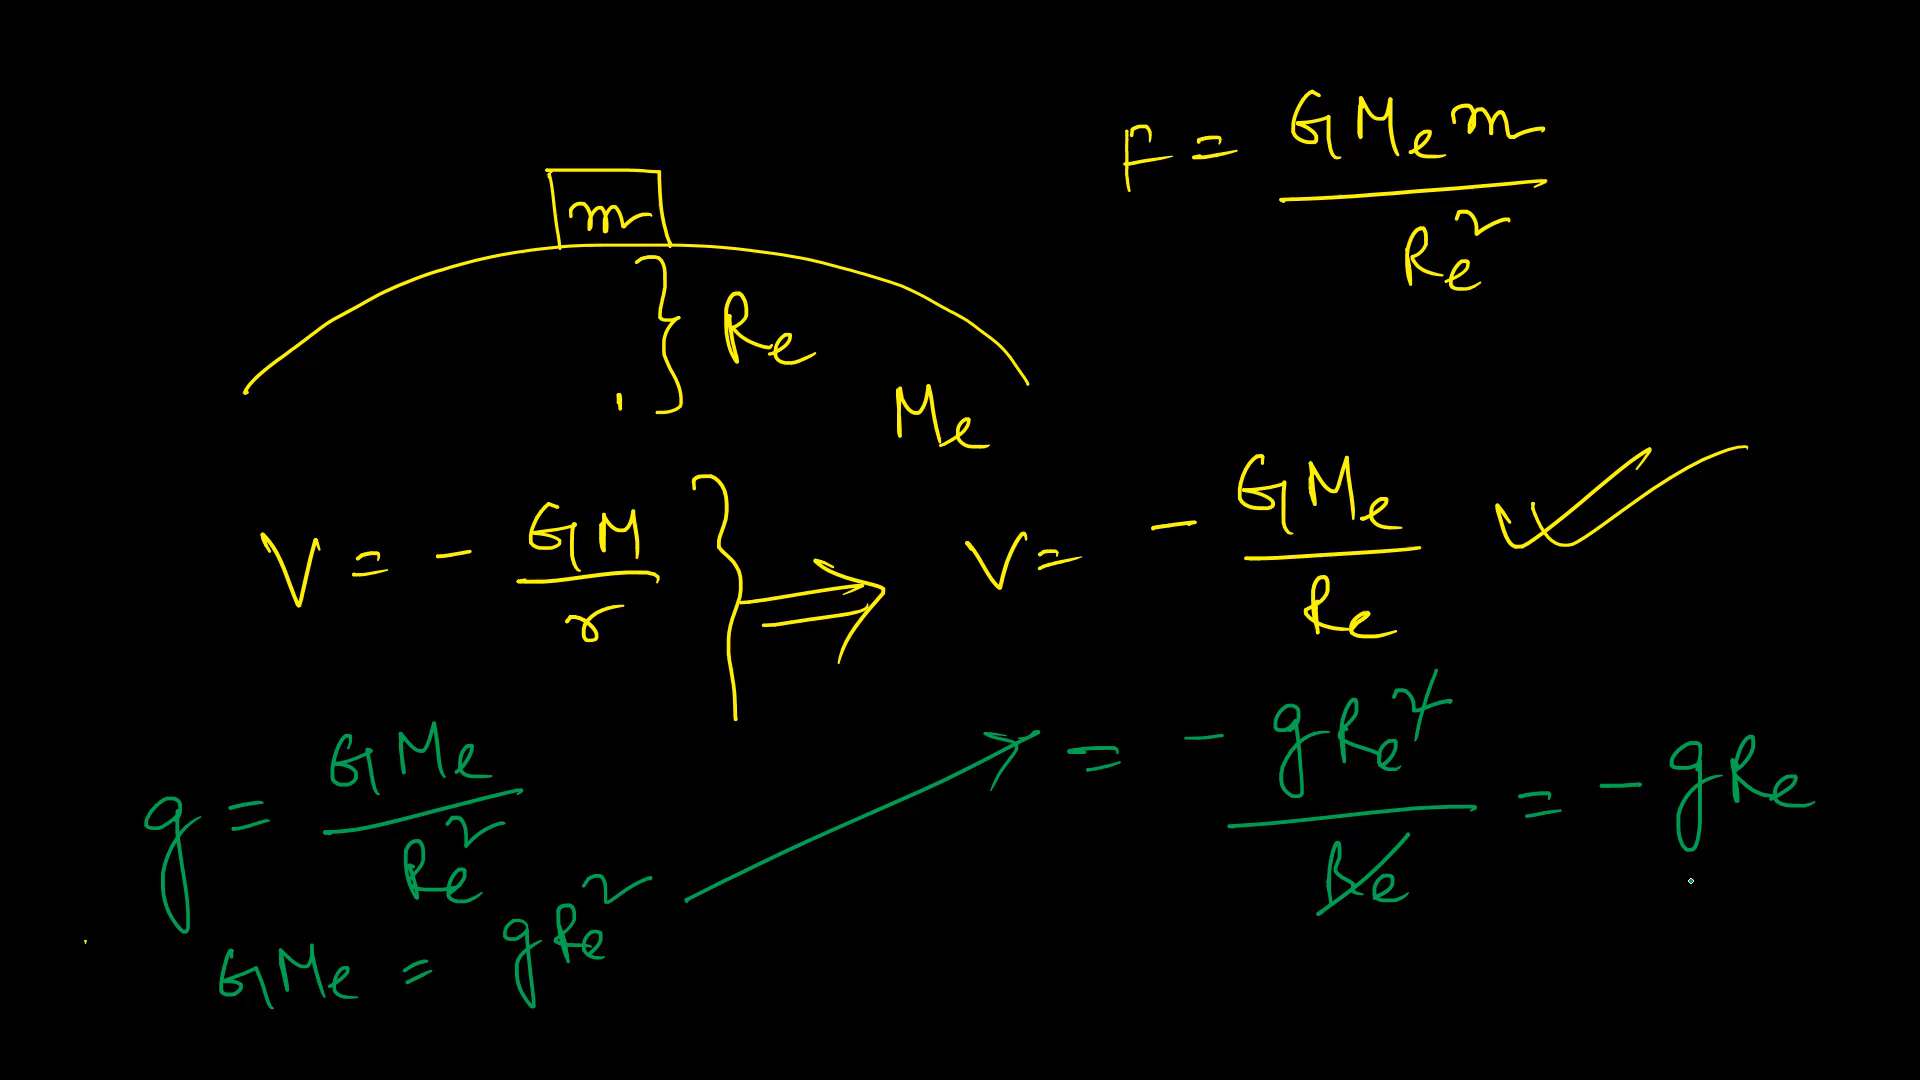 F = GMem / Re²
m
Re
Me
V = - GM / r
V = - GMe / Re
g = GMe / Re²
= - gRe² / Re = - gRe
GMe = gRe²